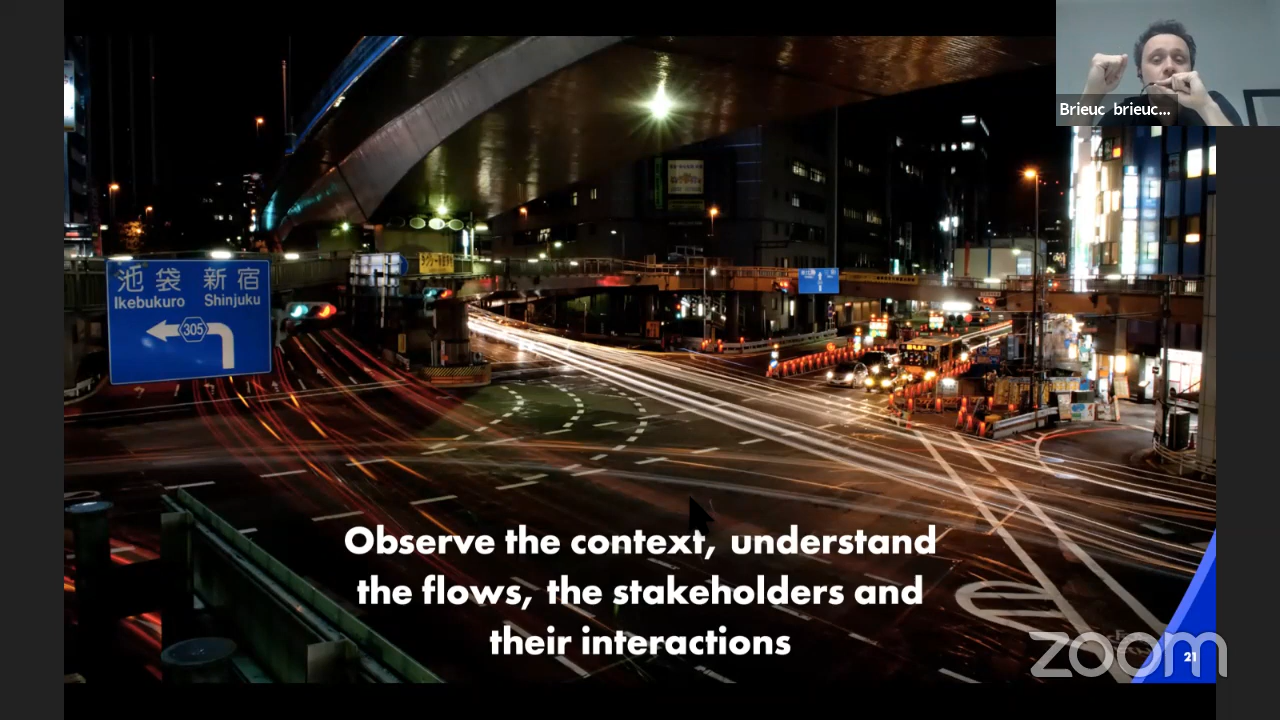 Brieuc brieuc...
池袋 新宿
Ikebukuro Shinjuku
305
Observe the context, understand
the flows, the stakeholders and
their interactions
zoom
21